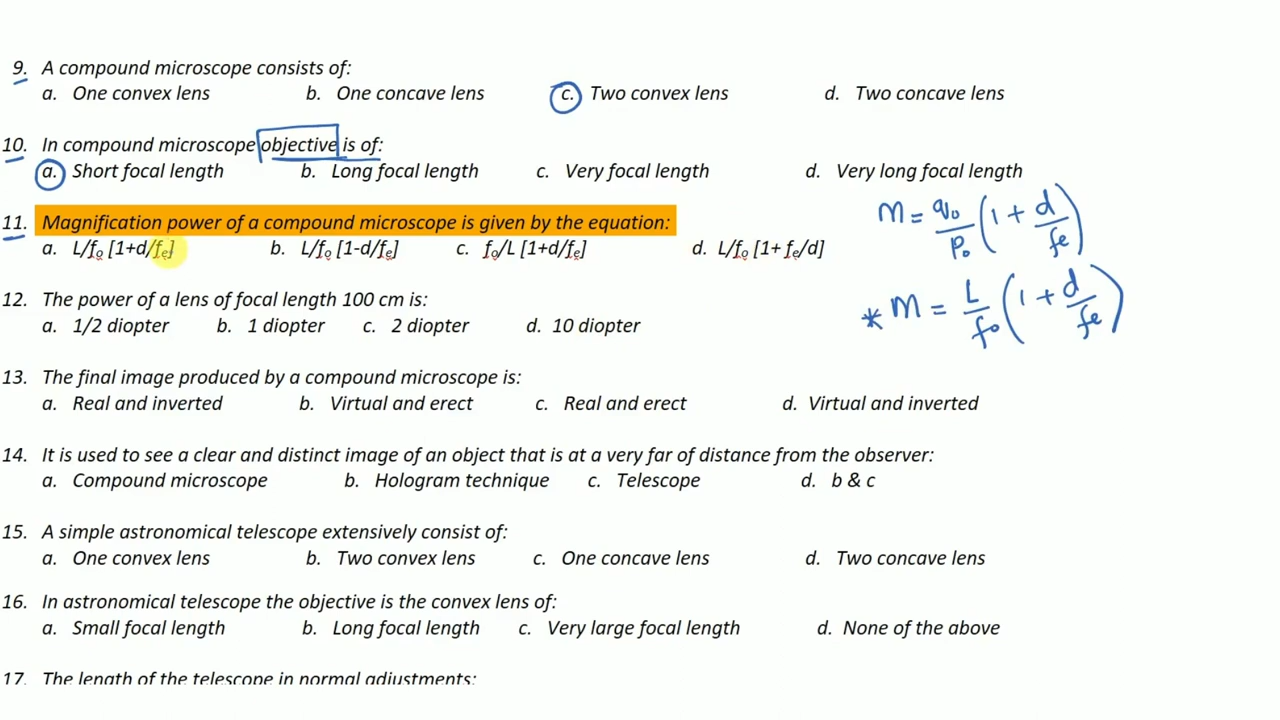 9. A compound microscope consists of:
a. One convex lens b. One concave lens c. Two convex lens d. Two concave lens
10. In compound microscope objective is of:
a. Short focal length b. Long focal length c. Very focal length d. Very long focal length
11. Magnification power of a compound microscope is given by the equation:
a. L/fo [1+d/fe] b. L/fo [1-d/fe] c. fo/L [1+d/fe] d. L/fo [1+ fe/d]
m = qo/Po (1 + d/fe)
* m = L/fo (1 + d/fe)
12. The power of a lens of focal length 100 cm is:
a. 1/2 diopter b. 1 diopter c. 2 diopter d. 10 diopter
13. The final image produced by a compound microscope is:
a. Real and inverted b. Virtual and erect c. Real and erect d. Virtual and inverted
14. It is used to see a clear and distinct image of an object that is at a very far of distance from the observer:
a. Compound microscope b. Hologram technique c. Telescope d. b & c
15. A simple astronomical telescope extensively consist of:
a. One convex lens b. Two convex lens c. One concave lens d. Two concave lens
16. In astronomical telescope the objective is the convex lens of:
a. Small focal length b. Long focal length c. Very large focal length d. None of the above
17. The length of the telescope in normal adjustments: